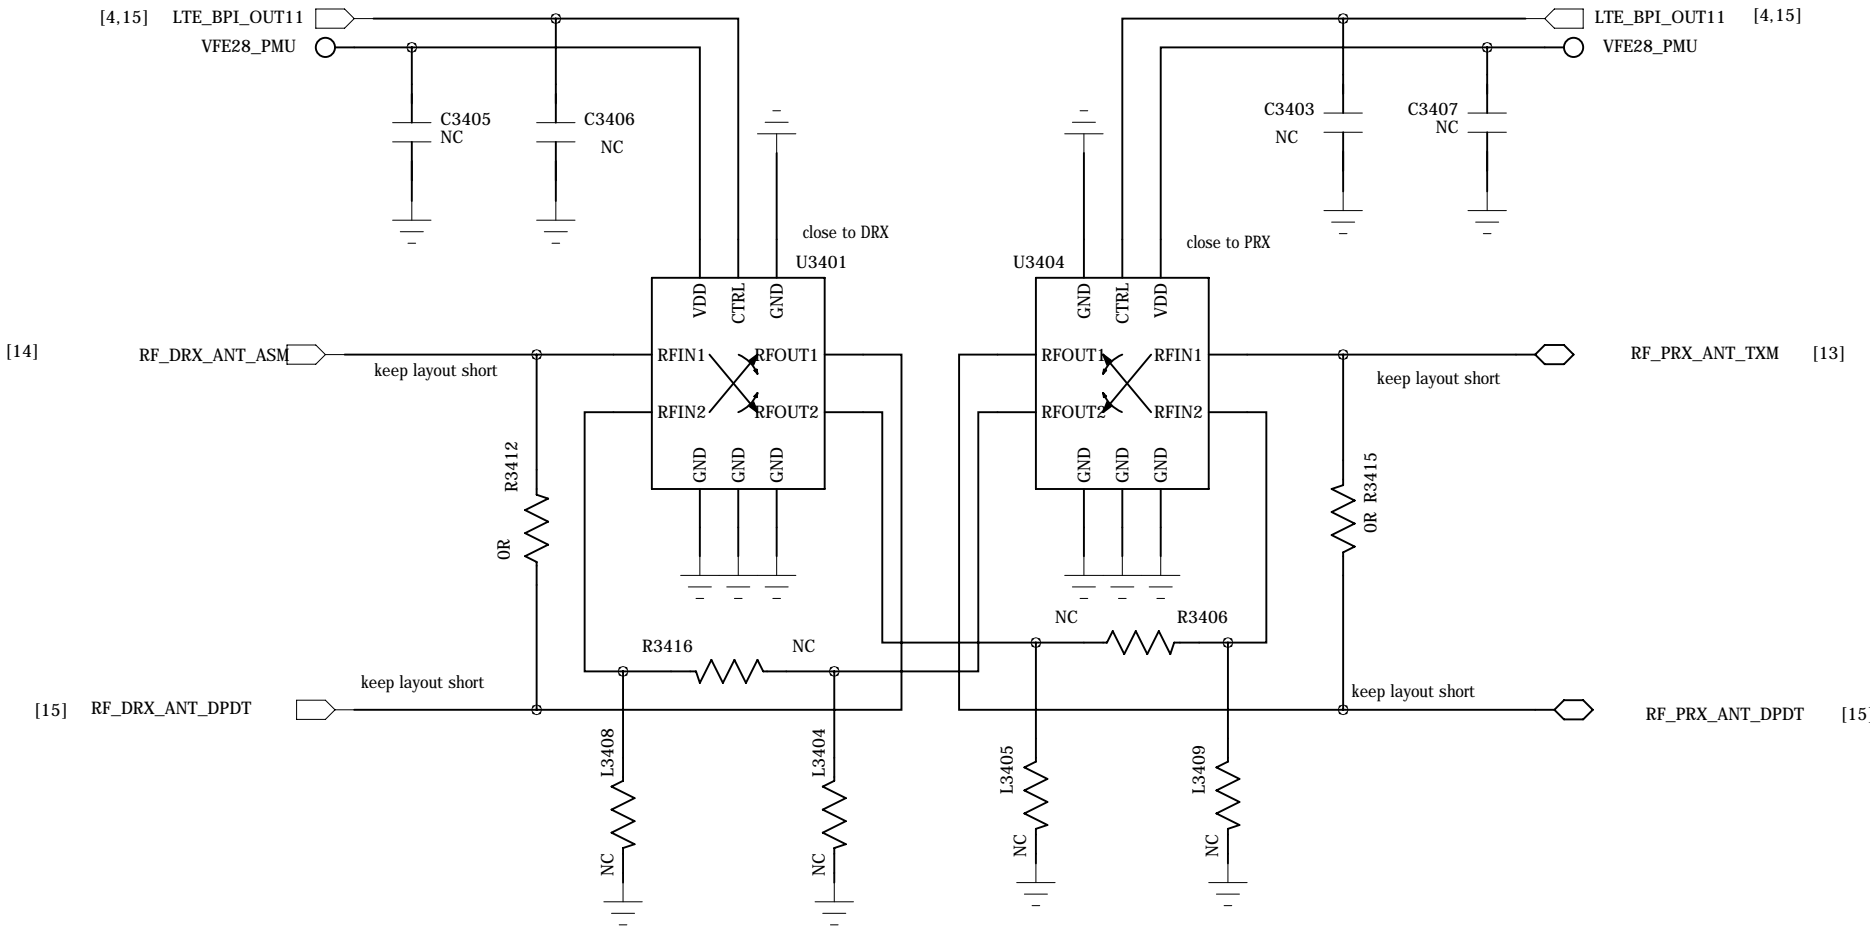 [4,15] LTE_BPI_OUT11
LTE_BPI_OUT11 [4,15]
VFE28_PMU
VFE28_PMU
C3405
NC
C3406
NC
C3403
NC
C3407
NC
close to DRX
close to PRX
U3401
U3404
VDD
CTRL
GND
GND
CTRL
VDD
[14] RF_DRX_ANT_ASM
keep layout short
RFIN1
RFOUT1
RFOUT1
RFIN1
RF_PRX_ANT_TXM [13]
keep layout short
RFIN2
RFOUT2
RFOUT2
RFIN2
GND
GND
GND
GND
GND
GND
R3412
0R
0R R3415
NC
R3406
R3416
NC
keep layout short
keep layout short
[15] RF_DRX_ANT_DPDT
RF_PRX_ANT_DPDT [15]
L3408
NC
L3404
NC
L3405
NC
L3409
NC